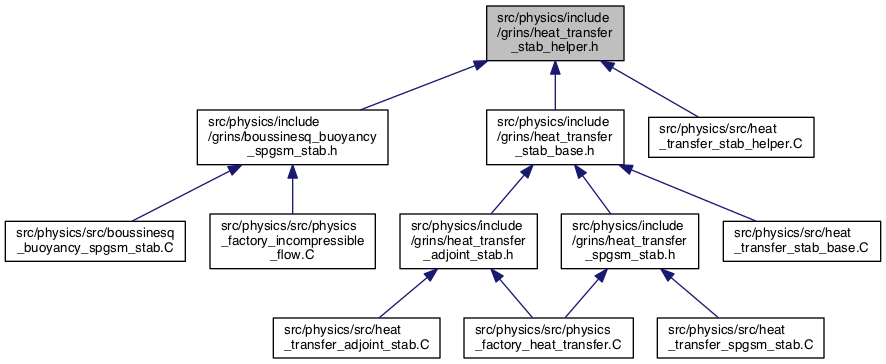 src/physics/include
/grins/heat_transfer
_stab_helper.h
src/physics/include
/grins/boussinesq_buoyancy
_spgsm_stab.h
src/physics/include
/grins/heat_transfer
_stab_base.h
src/physics/src/heat
_transfer_stab_helper.C
src/physics/src/boussinesq
_buoyancy_spgsm_stab.C
src/physics/src/physics
_factory_incompressible
_flow.C
src/physics/include
/grins/heat_transfer
_adjoint_stab.h
src/physics/include
/grins/heat_transfer
_spgsm_stab.h
src/physics/src/heat
_transfer_stab_base.C
src/physics/src/heat
_transfer_adjoint_stab.C
src/physics/src/physics
_factory_heat_transfer.C
src/physics/src/heat
_transfer_spgsm_stab.C